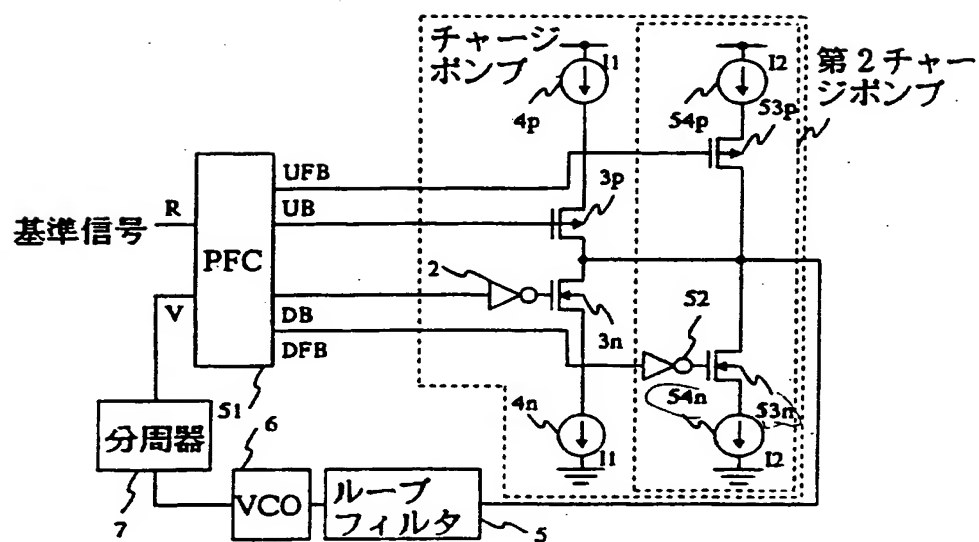 チャージ
ポンプ
I1
I2
第2チャー
ジポンプ
4p
54p
53p
UFB
3p
R
UB
基準信号
PFC
2
52
V
DB
3n
DFB
51
54n
53n
分周器
6
4n
I1
I2
7
VCO
ループ
フィルタ
5